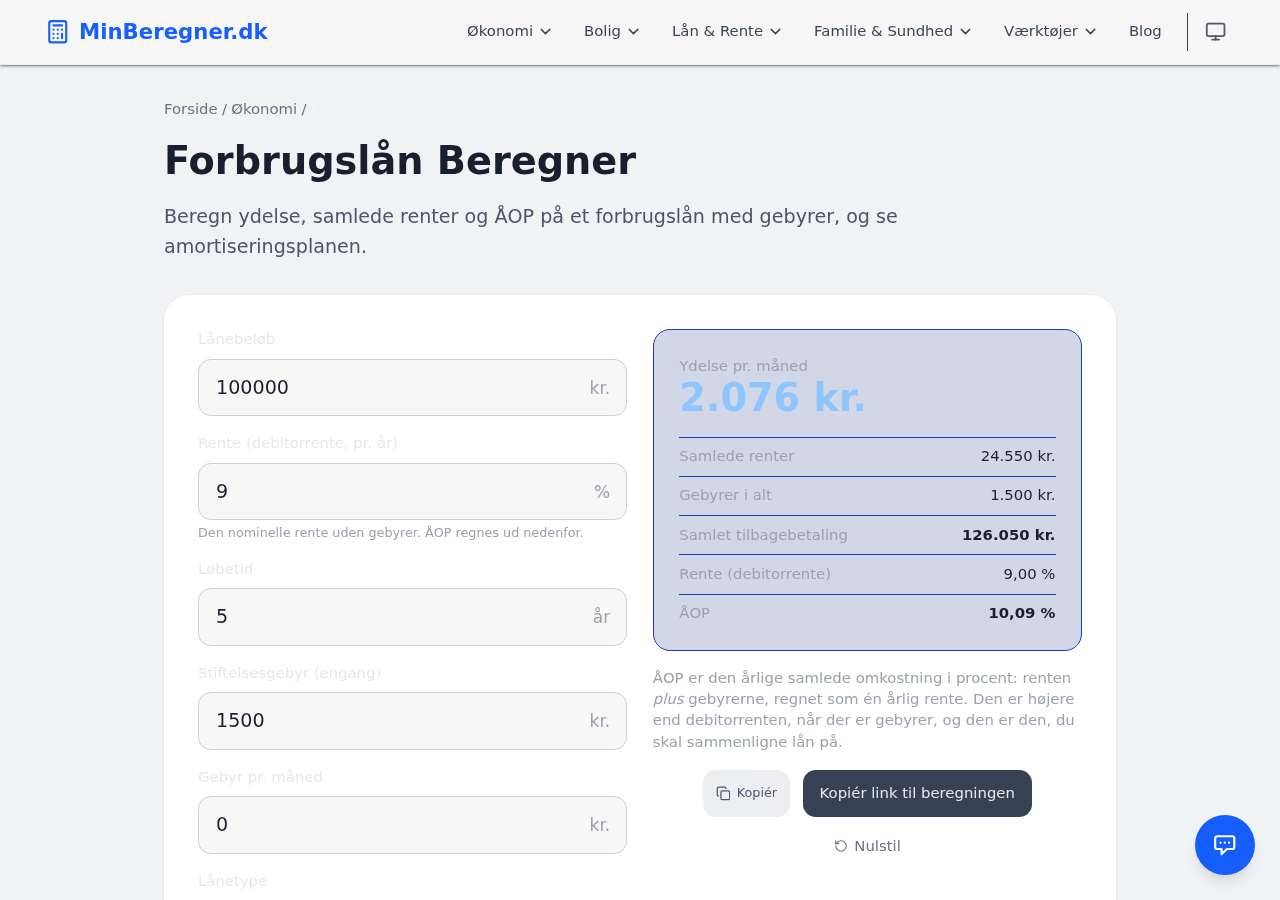 MinBeregner.dk
Økonomi
Bolig
Lån & Rente
Familie & Sundhed
Værktøjer
Blog
Forside / Økonomi /
Forbrugslån Beregner
Beregn ydelse, samlede renter og ÅOP på et forbrugslån med gebyrer, og se
amortiseringsplanen.
Lånebeløb
100000 kr.
Rente (debitorrente, pr. år)
9 %
Den nominelle rente uden gebyrer. ÅOP regnes ud nedenfor.
Løbetid
5 år
Stiftelsesgebyr (engang)
1500 kr.
Gebyr pr. måned
0 kr.
Lånetype
Ydelse pr. måned
2.076 kr.
Samlede renter 24.550 kr.
Gebyrer i alt 1.500 kr.
Samlet tilbagebetaling 126.050 kr.
Rente (debitorrente) 9,00 %
ÅOP 10,09 %
ÅOP er den årlige samlede omkostning i procent: renten
plus gebyrerne, regnet som én årlig rente. Den er højere
end debitorrenten, når der er gebyrer, og den er den, du
skal sammenligne lån på.
Kopiér
Kopiér link til beregningen
Nulstil